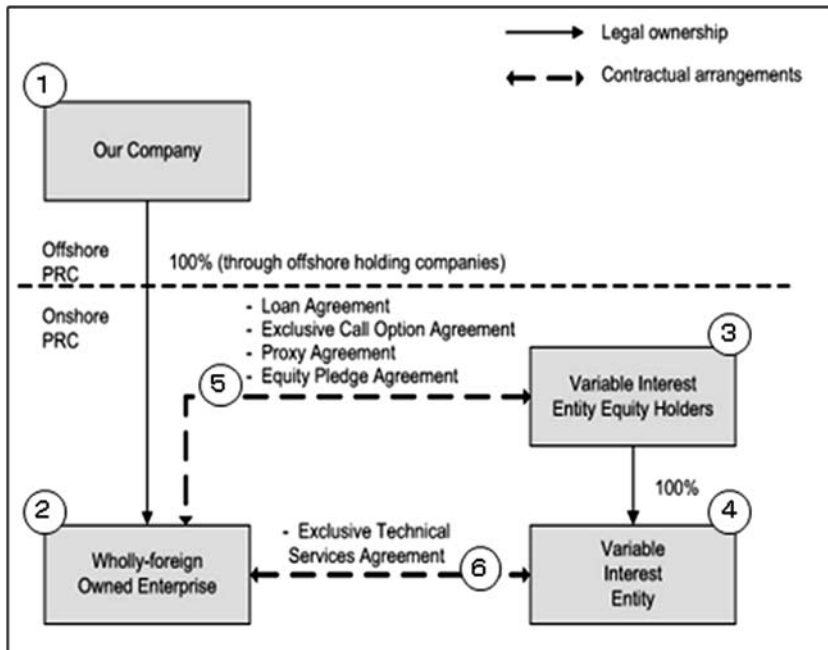 Legal ownership
Contractual arrangements
1
Our Company
Offshore
PRC
100% (through offshore holding companies)
Onshore
PRC
- Loan Agreement
- Exclusive Call Option Agreement
- Proxy Agreement
- Equity Pledge Agreement
3
5
Variable Interest
Entity Equity Holders
100%
2
4
- Exclusive Technical
Services Agreement
6
Wholly-foreign
Owned Enterprise
Variable
Interest
Entity